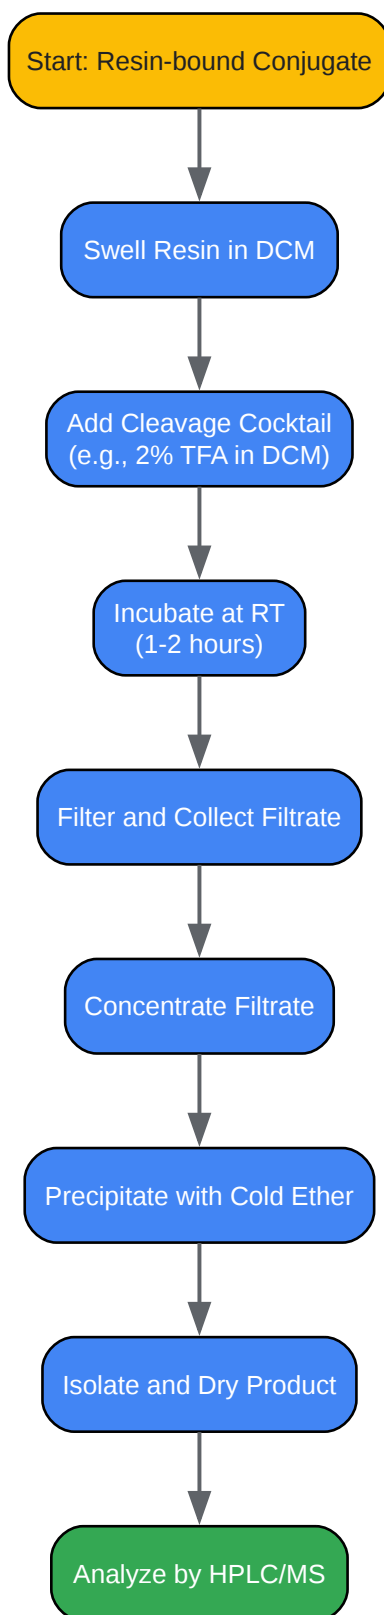 Start: Resin-bound Conjugate
Swell Resin in DCM
Add Cleavage Cocktail
(e.g., 2% TFA in DCM)
Incubate at RT
(1-2 hours)
Filter and Collect Filtrate
Concentrate Filtrate
Precipitate with Cold Ether
Isolate and Dry Product
Analyze by HPLC/MS